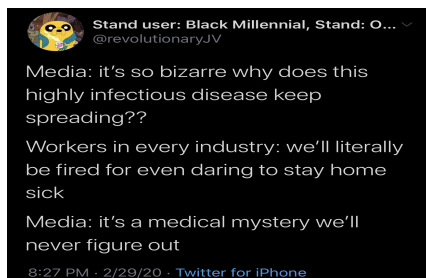 Stand user: Black Millennial, Stand: O...
@revolutionaryJV
Media: it’s so bizarre why does this
highly infectious disease keep
spreading??
Workers in every industry: we’ll literally
be fired for even daring to stay home
sick
Media: it’s a medical mystery we’ll
never figure out
8:27 PM · 2/29/20 · Twitter for iPhone